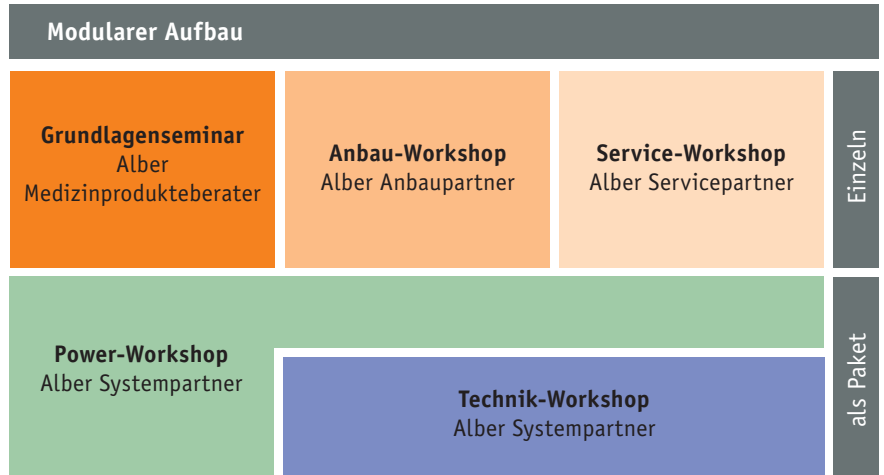 Modularer Aufbau
Grundlagenseminar
Alber
Medizinprodukteberater
Anbau-Workshop
Alber Anbaupartner
Service-Workshop
Alber Servicepartner
Einzeln
Power-Workshop
Alber Systempartner
Technik-Workshop
Alber Systempartner
als Paket